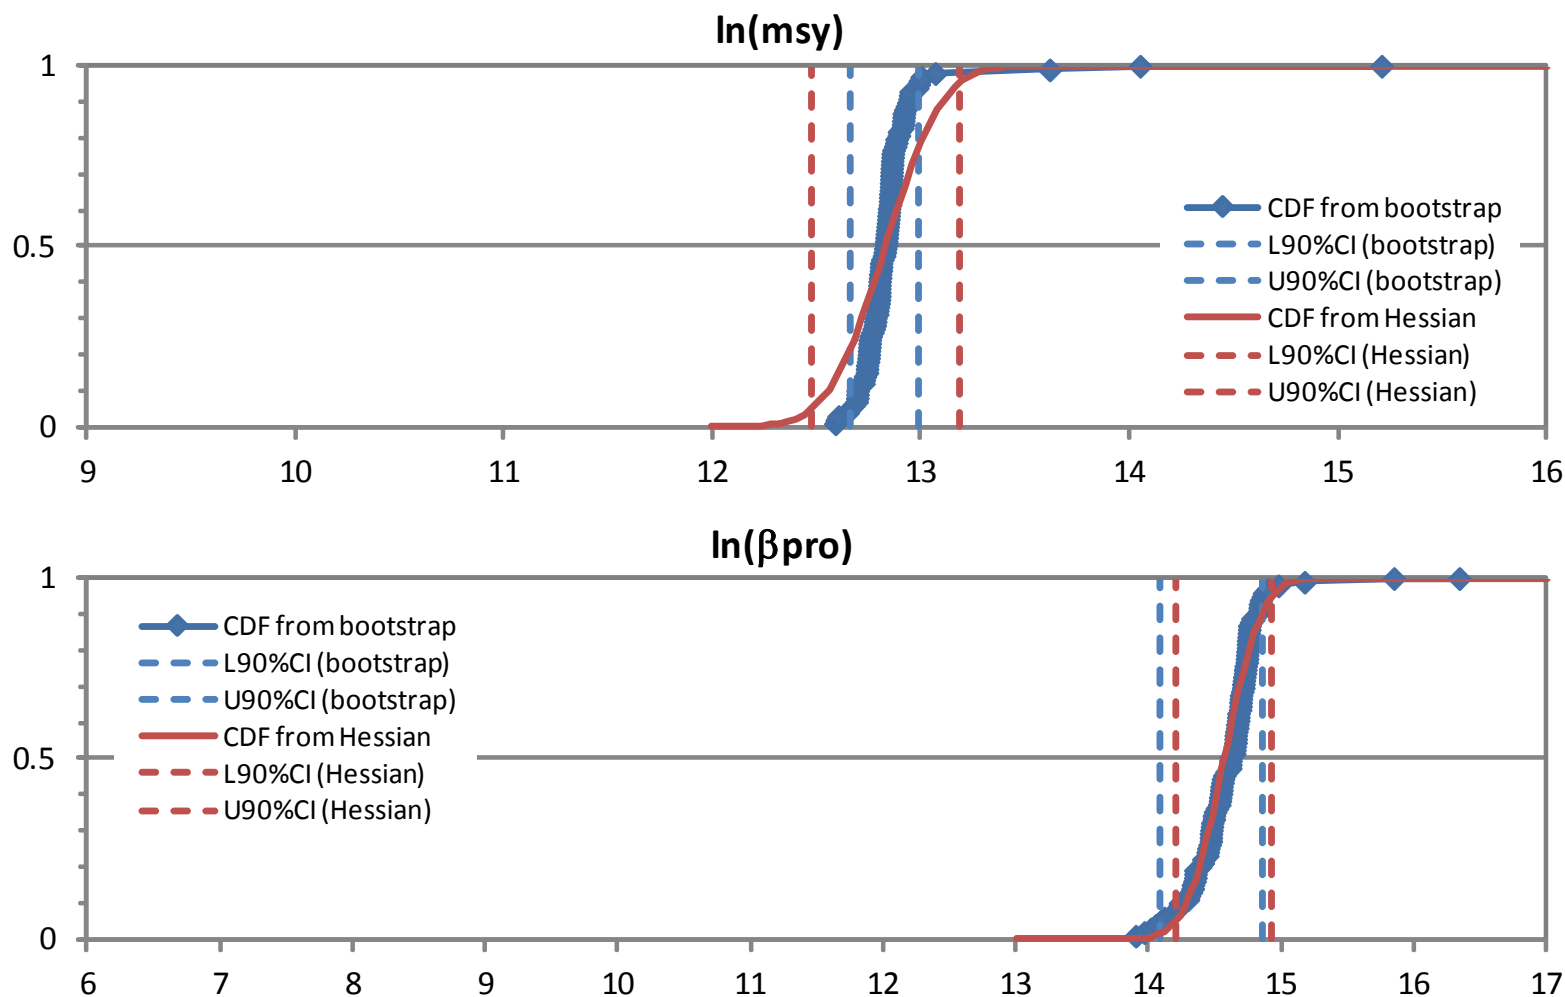 ln(msy)
1
0.5
0
CDF from bootstrap
L90%CI (bootstrap)
U90%CI (bootstrap)
CDF from Hessian
L90%CI (Hessian)
U90%CI (Hessian)
9 10 11 12 13 14 15 16
ln(βpro)
1
0.5
0
CDF from bootstrap
L90%CI (bootstrap)
U90%CI (bootstrap)
CDF from Hessian
L90%CI (Hessian)
U90%CI (Hessian)
6 7 8 9 10 11 12 13 14 15 16 17